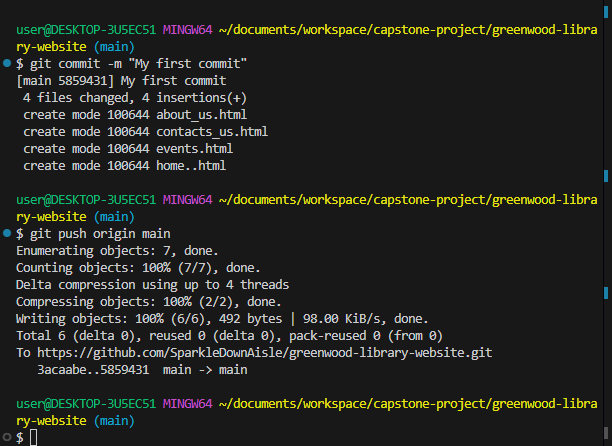 user@DESKTOP-3U5EC51 MINGW64 ~/documents/workspace/capstone-project/greenwood-libra
ry-website (main)
$ git commit -m "My first commit"
[main 5859431] My first commit
 4 files changed, 4 insertions(+)
 create mode 100644 about_us.html
 create mode 100644 contacts_us.html
 create mode 100644 events.html
 create mode 100644 home..html
user@DESKTOP-3U5EC51 MINGW64 ~/documents/workspace/capstone-project/greenwood-libra
ry-website (main)
$ git push origin main
Enumerating objects: 7, done.
Counting objects: 100% (7/7), done.
Delta compression using up to 4 threads
Compressing objects: 100% (2/2), done.
Writing objects: 100% (6/6), 492 bytes | 98.00 KiB/s, done.
Total 6 (delta 0), reused 0 (delta 0), pack-reused 0 (from 0)
To https://github.com/SparkleDownAisle/greenwood-library-website.git
   3acaabe..5859431  main -> main
user@DESKTOP-3U5EC51 MINGW64 ~/documents/workspace/capstone-project/greenwood-libra
ry-website (main)
$